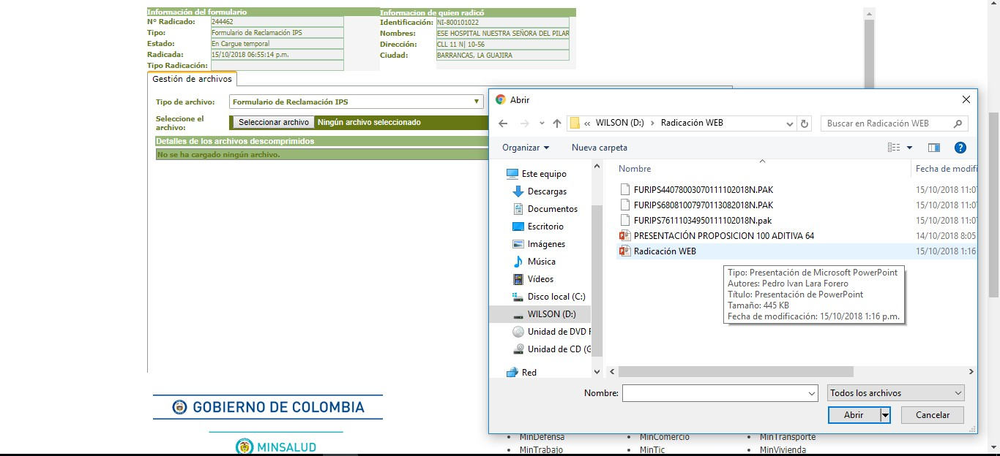 Información del formulario
Nº Radicado: 244462
Tipo: Formulario de Reclamación IPS
Estado: En Cargue temporal
Radicada: 15/10/2018 06:55:14 p.m.
Tipo Radicación:
Informacion de quien radicó
Identificación: NI-800101022
Nombres: ESE HOSPITAL NUESTRA SEÑORA DEL PILAR
Dirección: CLL 11 N| 10-56
Ciudad: BARRANCAS, LA GUAJIRA
Gestión de archivos
Tipo de archivo: Formulario de Reclamación IPS
Seleccione el archivo: Seleccionar archivo Ningún archivo seleccionado
Detalles de los archivos descomprimidos
No se ha cargado ningún archivo.
Abrir
« WILSON (D:) › Radicación WEB
Buscar en Radicación WEB
Organizar
Nueva carpeta
Este equipo
Descargas
Documentos
Escritorio
Imágenes
Música
Vídeos
Disco local (C:)
WILSON (D:)
Unidad de DVD
Unidad de CD (G
Red
Nombre Fecha de modifi
FURIPS44078003070111102018N.PAK 15/10/2018 11:0
FURIPS68081007970113082018N.PAK 15/10/2018 11:0
FURIPS76111034950111102018N.pak 15/10/2018 11:0
PRESENTACIÓN PROPOSICION 100 ADITIVA 64 14/10/2018 8:05
Radicación WEB 15/10/2018 1:16
Tipo: Presentación de Microsoft PowerPoint
Autores: Pedro Ivan Lara Forero
Título: Presentación de PowerPoint
Tamaño: 445 KB
Fecha de modificación: 15/10/2018 1:16 p.m.
Nombre:
Todos los archivos
Abrir
Cancelar
GOBIERNO DE COLOMBIA
MINSALUD
MinDefensa
MinComercio
MinTransporte
MinTrabajo
MinTic
MinVivienda